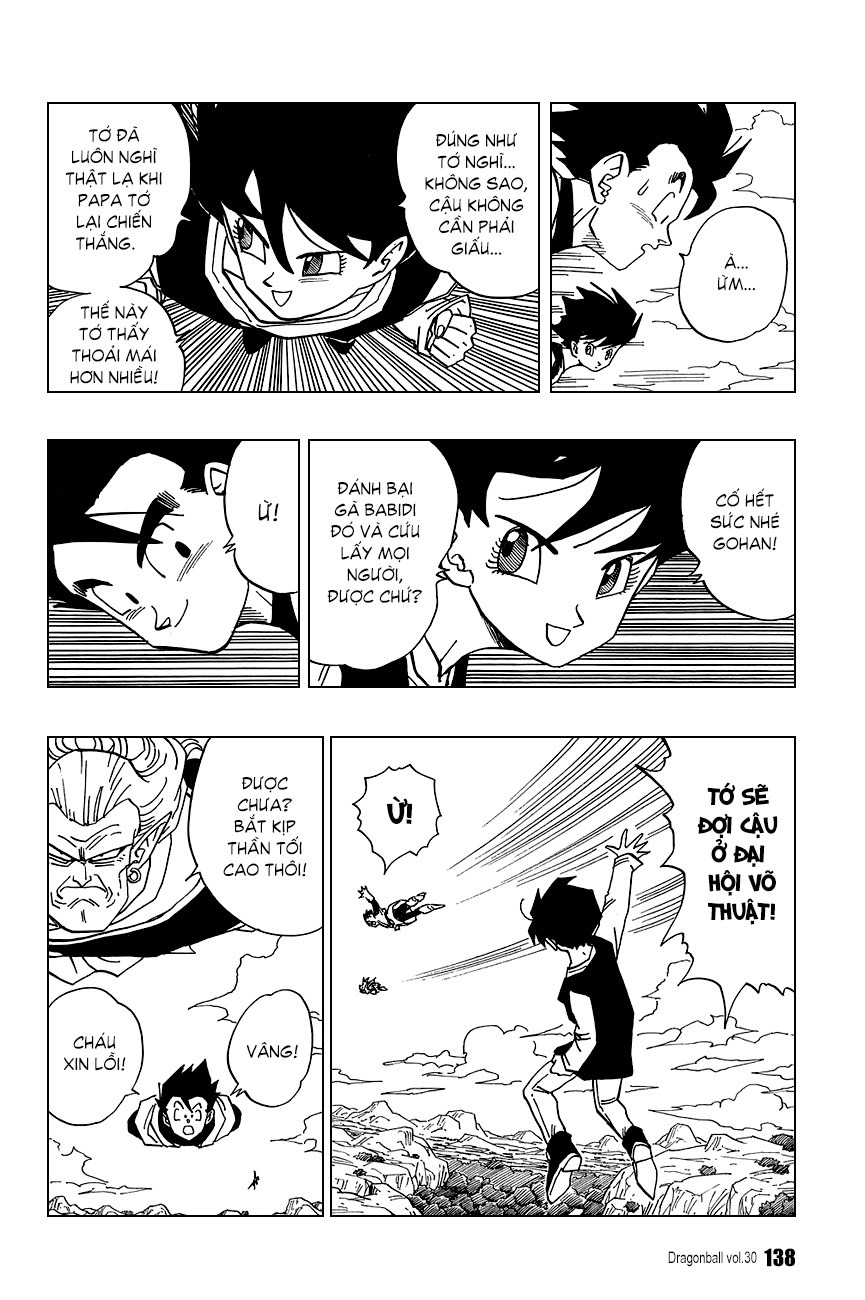 À...
ỪM...
ĐÚNG NHƯ
TỚ NGHĨ...
KHÔNG SAO,
CẬU KHÔNG
CẦN PHẢI
GIẤU...
TỚ ĐÃ
LUÔN NGHĨ
THẬT LẠ KHI
PAPA TỚ
LẠI CHIẾN
THẮNG.
THẾ NÀY
TỚ THẤY
THOẢI MÁI
HƠN NHIỀU!
CỐ HẾT
SỨC NHÉ
GOHAN!
ĐÁNH BẠI
GÃ BABIDI
ĐÓ VÀ CỨU
LẤY MỌI
NGƯỜI,
ĐƯỢC CHỨ?
Ừ!
TỚ SẼ
ĐỢI CẬU
Ở ĐẠI
HỘI VÕ
THUẬT!
Ừ!
ĐƯỢC
CHƯA?
BẮT KỊP
THẦN TỐI
CAO THÔI!
VÂNG!
CHÁU
XIN LỖI!
Dragonball vol.30 138